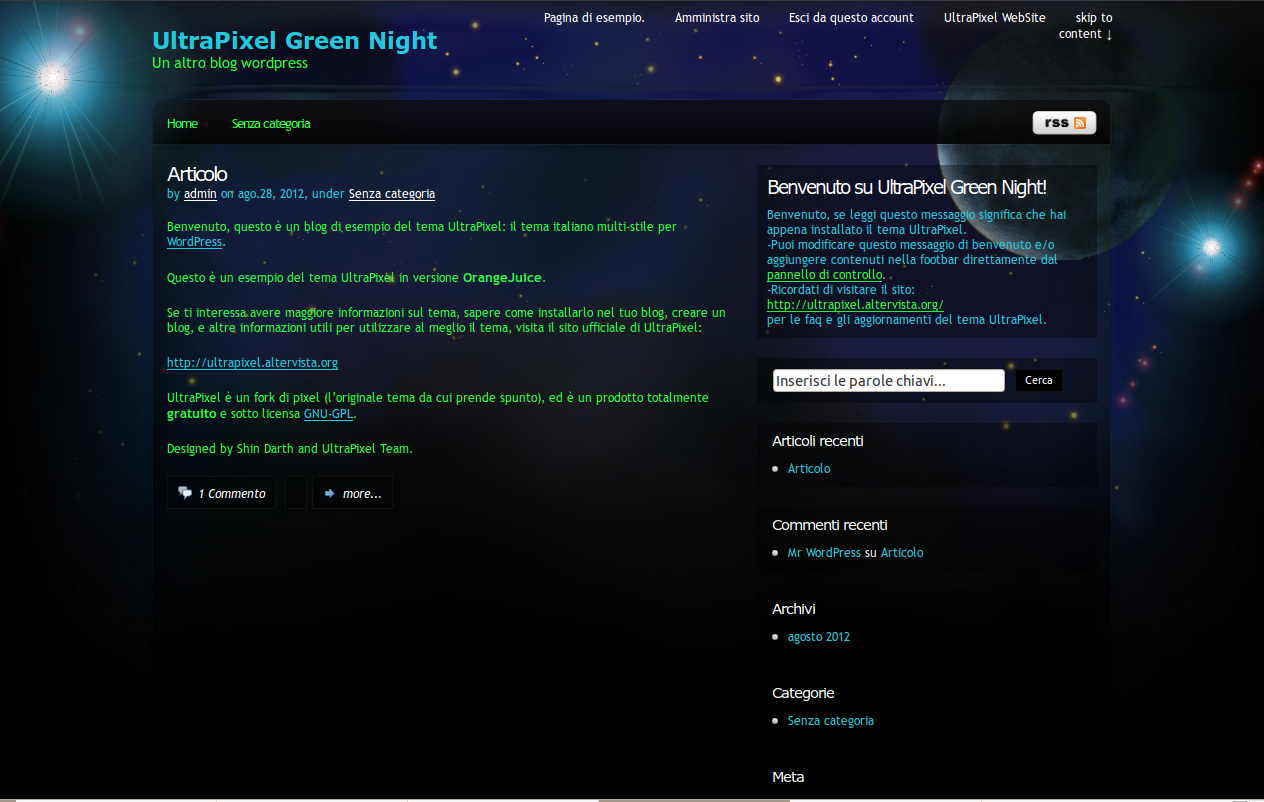 Pagina di esempio. Amministra sito Esci da questo account UltraPixel WebSite skip to
content ↓
UltraPixel Green Night
Un altro blog wordpress
Home Senza categoria
rss
Articolo
by admin on ago.28, 2012, under Senza categoria
Benvenuto, questo è un blog di esempio del tema UltraPixel: il tema italiano multi-stile per
WordPress.
Questo è un esempio del tema UltraPixel in versione OrangeJuice.
Se ti interessa avere maggiore informazioni sul tema, sapere come installarlo nel tuo blog, creare un
blog, e altre informazioni utili per utilizzare al meglio il tema, visita il sito ufficiale di UltraPixel:
http://ultrapixel.altervista.org
UltraPixel è un fork di pixel (l'originale tema da cui prende spunto), ed è un prodotto totalmente
gratuito e sotto licensa GNU-GPL.
Designed by Shin Darth and UltraPixel Team.
1 Commento more...
Benvenuto su UltraPixel Green Night!
Benvenuto, se leggi questo messaggio significa che hai
appena installato il tema UltraPixel.
-Puoi modificare questo messaggio di benvenuto e/o
aggiungere contenuti nella footbar direttamente dal
pannello di controllo.
-Ricordati di visitare il sito:
http://ultrapixel.altervista.org/
per le faq e gli aggiornamenti del tema UltraPixel.
Inserisci le parole chiavi... Cerca
Articoli recenti
Articolo
Commenti recenti
Mr WordPress su Articolo
Archivi
agosto 2012
Categorie
Senza categoria
Meta